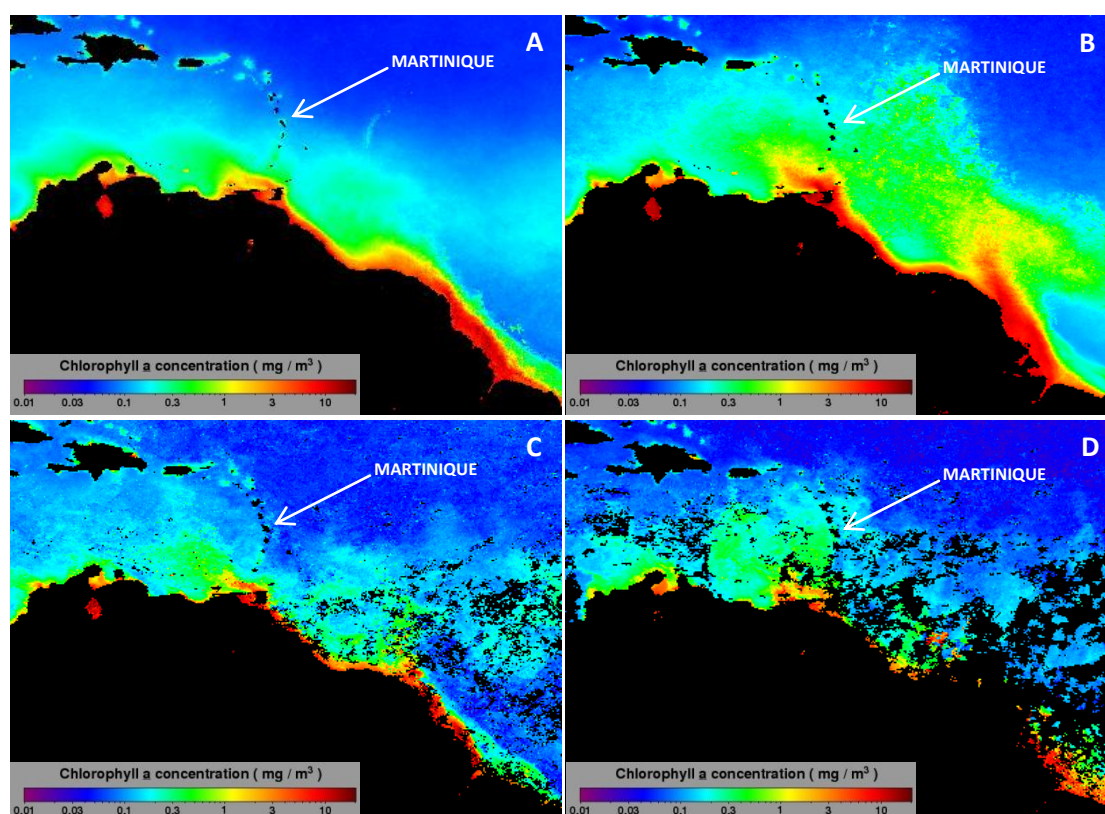 A
MARTINIQUE
Chlorophyll a concentration ( mg / m³ )
0.01 0.03 0.1 0.3 1 3 10
B
MARTINIQUE
Chlorophyll a concentration ( mg / m³ )
0.01 0.03 0.1 0.3 1 3 10
C
MARTINIQUE
Chlorophyll a concentration ( mg / m³ )
0.01 0.03 0.1 0.3 1 3 10
D
MARTINIQUE
Chlorophyll a concentration ( mg / m³ )
0.01 0.03 0.1 0.3 1 3 10